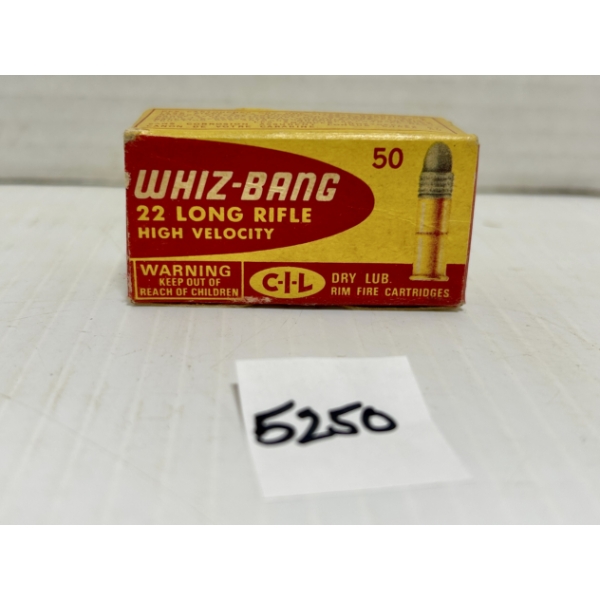 50
WHIZ-BANG
22 LONG RIFLE
HIGH VELOCITY
WARNING
KEEP OUT OF
REACH OF CHILDREN
C-I-L
DRY LUB.
RIM FIRE CARTRIDGES
5250